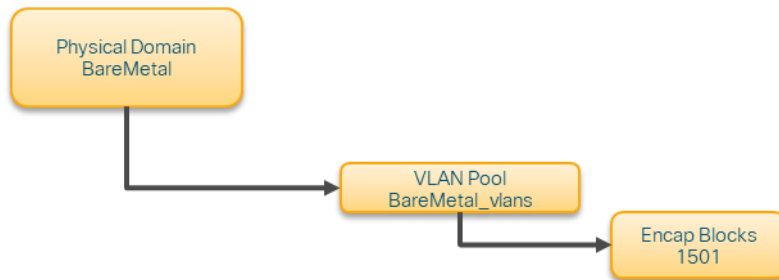 Physical Domain
BareMetal
VLAN Pool
BareMetal_vlans
Encap Blocks
1501